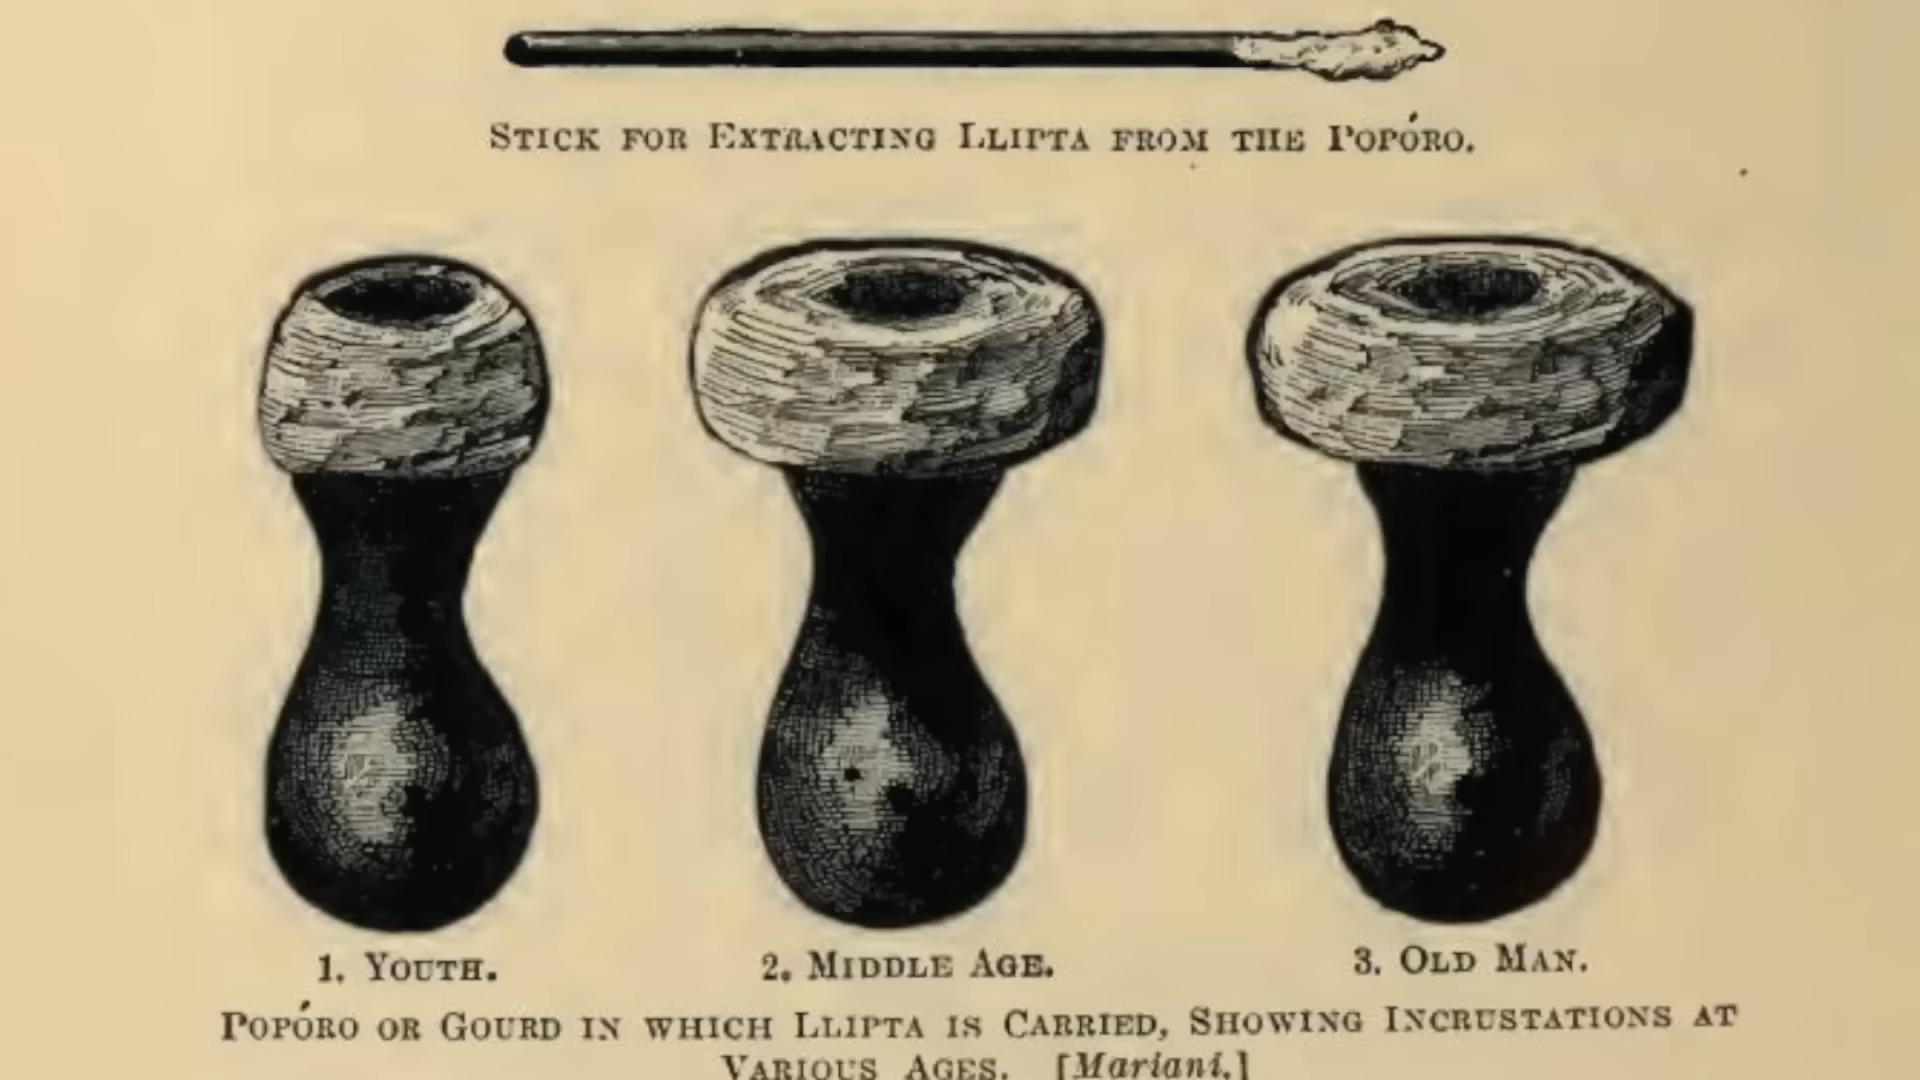 STICK FOR EXTRACTING LLIPTA FROM THE POPÓRO.
1. YOUTH. 2. MIDDLE AGE. 3. OLD MAN.
POPÓRO OR GOURD IN WHICH LLIPTA IS CARRIED, SHOWING INCRUSTATIONS AT
VARIOUS AGES. [Mariani.]